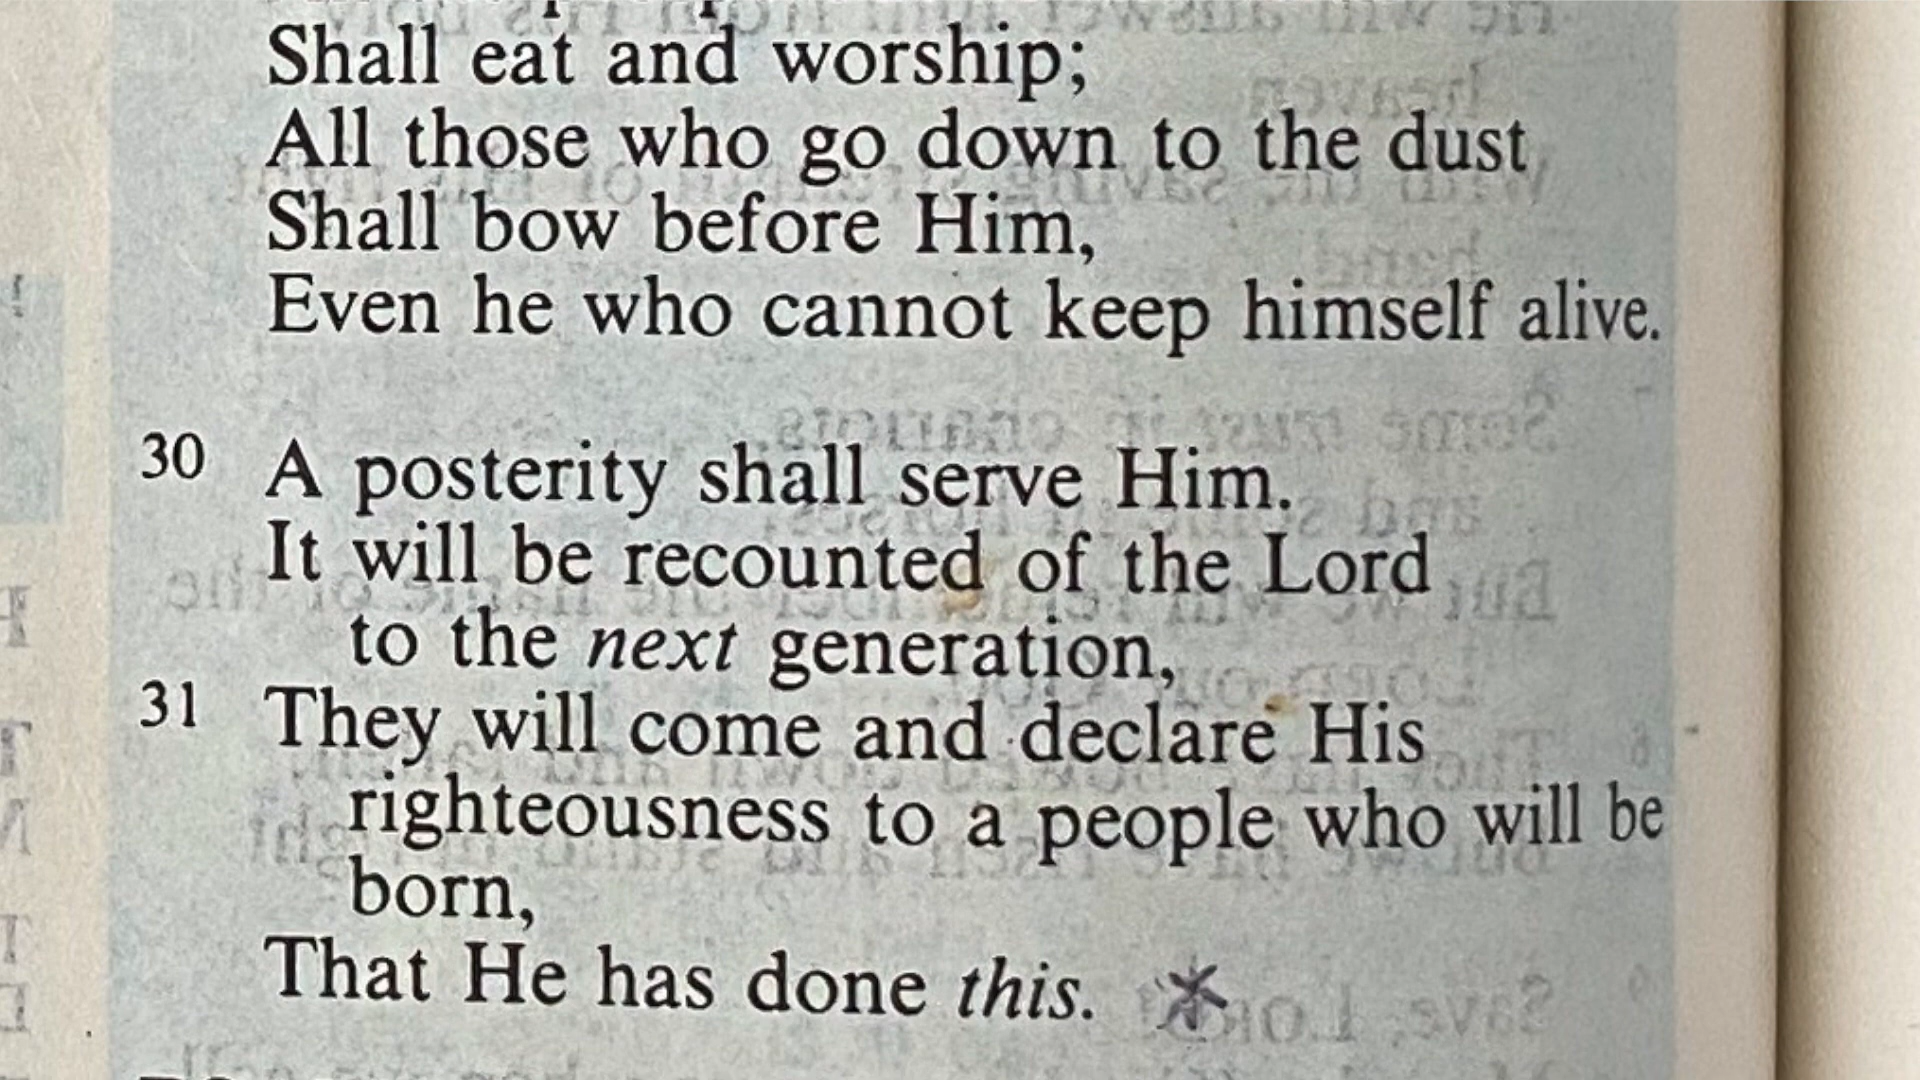 Shall eat and worship;
All those who go down to the dust
Shall bow before Him,
Even he who cannot keep himself alive.
30 A posterity shall serve Him.
It will be recounted of the Lord
to the next generation,
31 They will come and declare His
righteousness to a people who will be
born,
That He has done this. *